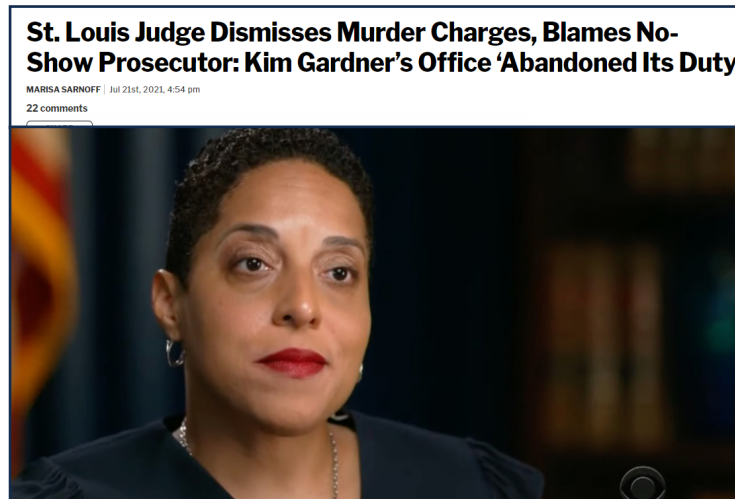 St. Louis Judge Dismisses Murder Charges, Blames No-
Show Prosecutor: Kim Gardner's Office ‘Abandoned Its Duty
MARISA SARNOFF | Jul 21st, 2021, 4:54 pm
22 comments